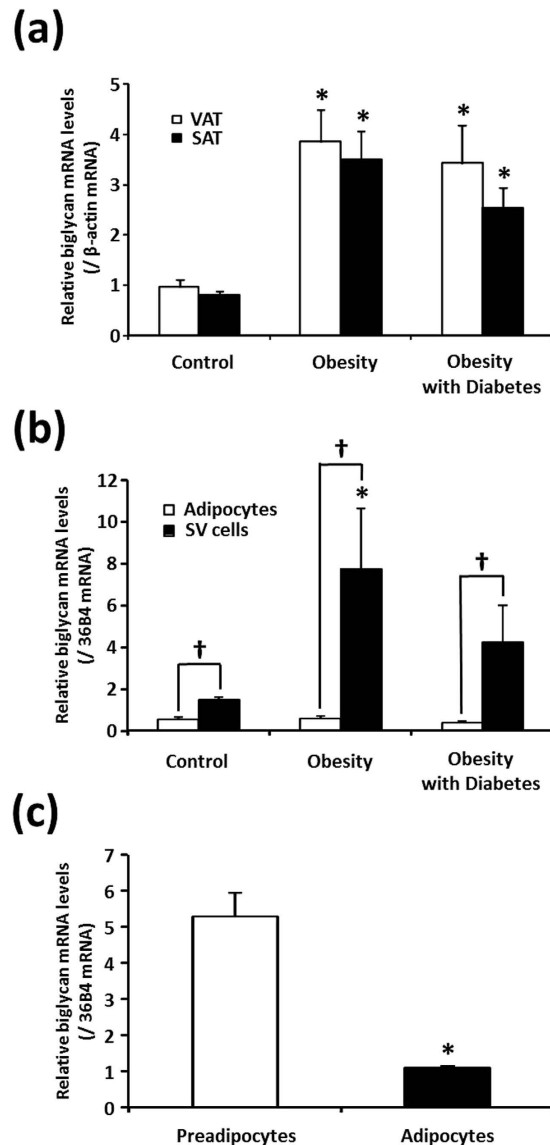 (a)
Relative biglycan mRNA levels
(/ β-actin mRNA)
5
4
3
2
1
0
VAT
SAT
*
*
*
*
Control
Obesity
Obesity
with Diabetes
(b)
Relative biglycan mRNA levels
(/ 36B4 mRNA)
12
10
8
6
4
2
0
Adipocytes
SV cells
†
†
*
†
Control
Obesity
Obesity
with Diabetes
(c)
Relative biglycan mRNA levels
(/ 36B4 mRNA)
7
6
5
4
3
2
1
0
*
Preadipocytes
Adipocytes